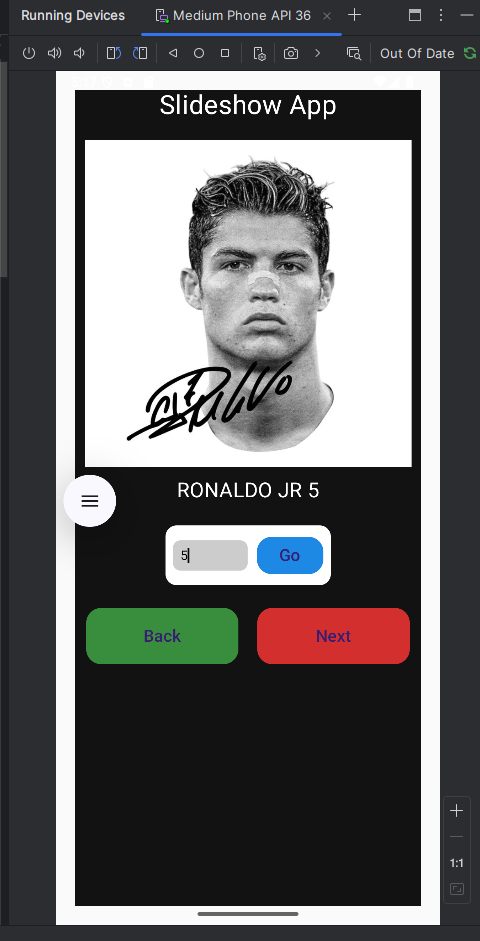 Running Devices
Medium Phone API 36
Out Of Date
Slideshow App
RONALDO JR 5
5
Go
Back
Next
1:1